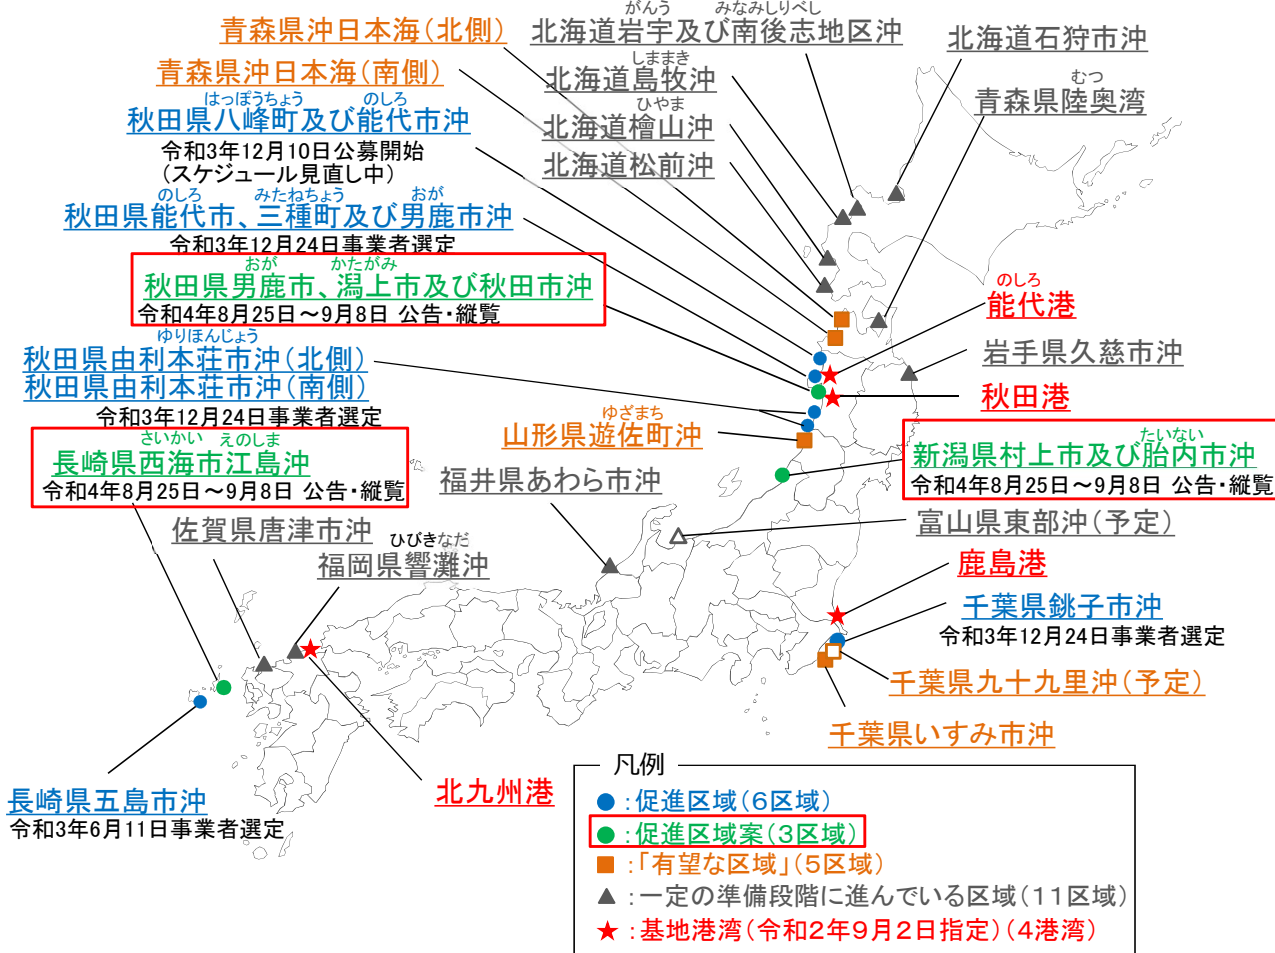 青森県沖日本海(北側)
青森県沖日本海(南側)
はっぽうちょう のしろ
秋田県八峰町及び能代市沖
令和3年12月10日公募開始
(スケジュール見直し中)
のしろ みたねちょう おが
秋田県能代市、三種町及び男鹿市沖
令和3年12月24日事業者選定
おが かたがみ
秋田県男鹿市、潟上市及び秋田市沖
令和4年8月25日~9月8日 公告・縦覧
ゆりほんじょう
秋田県由利本荘市沖(北側)
秋田県由利本荘市沖(南側)
令和3年12月24日事業者選定
さいかい えのしま
長崎県西海市江島沖
令和4年8月25日~9月8日 公告・縦覧
佐賀県唐津市沖
ひびきなだ
福岡県響灘沖
がんう みなみしりべし
北海道岩宇及び南後志地区沖
しままき
北海道島牧沖
ひやま
北海道檜山沖
北海道松前沖
北海道石狩市沖
むつ
青森県陸奥湾
のしろ
能代港
岩手県久慈市沖
秋田港
ゆざまち
山形県遊佐町沖
福井県あわら市沖
たいない
新潟県村上市及び胎内市沖
令和4年8月25日~9月8日 公告・縦覧
富山県東部沖(予定)
鹿島港
千葉県銚子市沖
令和3年12月24日事業者選定
千葉県九十九里沖(予定)
千葉県いすみ市沖
北九州港
長崎県五島市沖
令和3年6月11日事業者選定
凡例
●:促進区域(6区域)
●:促進区域案(3区域)
■:「有望な区域」(5区域)
▲:一定の準備段階に進んでいる区域(11区域)
★:基地港湾(令和2年9月2日指定)(4港湾)